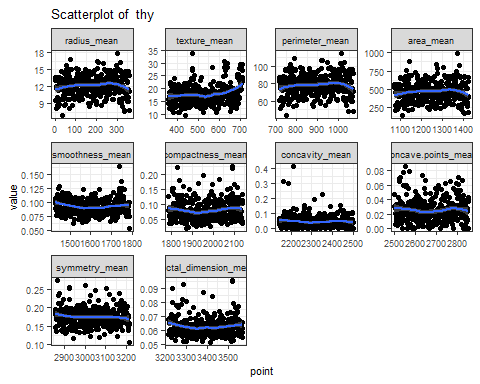 Scatterplot of thy
radius_mean texture_mean perimeter_mean area_mean
18 15 12 9
35 30 25 20 15 10
100 80 60
1000 750 500 250
0 100 200 300
400 500 600 700
700 800 900 1000
1100 1200 1300 1400
smoothness_mean compactness_mean concavity_mean oncave.points_mea
0.150 0.125 0.100 0.075 0.050
0.20 0.15 0.10 0.05
0.4 0.3 0.2 0.1 0.0
0.08 0.06 0.04 0.02 0.00
1500 1600 1700 1800
1800 1900 2000 2100
2200 2300 2400 2500
2500 2600 2700 2800
symmetry_mean ctal_dimension_me
0.25 0.20 0.15 0.10
0.09 0.08 0.07 0.06 0.05
2900 3000 3100 3200
3200 3300 3400 3500
value
point